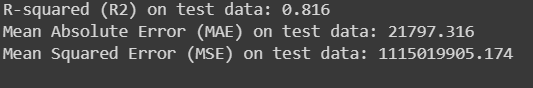 R-squared (R2) on test data: 0.816
Mean Absolute Error (MAE) on test data: 21797.316
Mean Squared Error (MSE) on test data: 1115019905.174